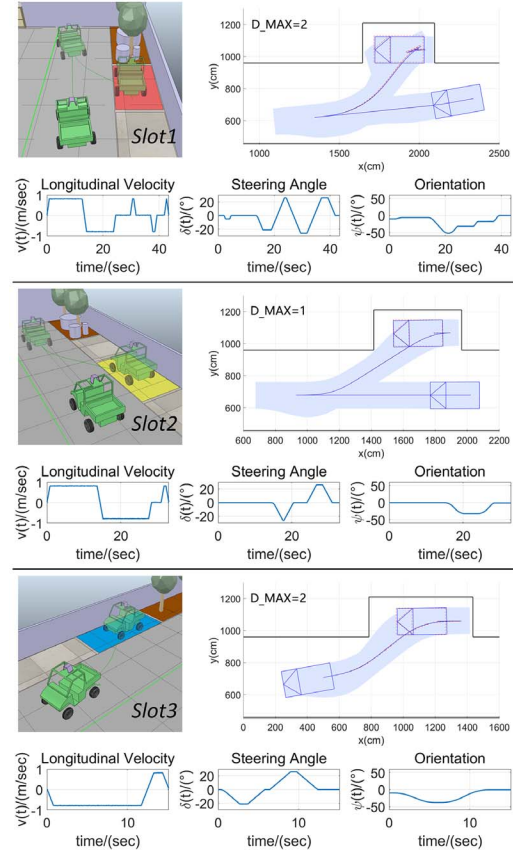 Slot1
D_MAX=2
y(cm)
1200
1000
800
600
1000
1500
2000
2500
x(cm)
Longitudinal Velocity
Steering Angle
Orientation
v(t)/(m/sec)
1
0
-1
0 20 40
time/(sec)
δ(t)/(°)
20
0
-20
0 20 40
time/(sec)
ψ(t)/(°)
50
0
-50
0 20 40
time/(sec)
Slot2
D_MAX=1
y(cm)
1200
1000
800
600
600 800 1000 1200 1400 1600 1800 2000 2200
x(cm)
Longitudinal Velocity
Steering Angle
Orientation
v(t)/(m/sec)
1
0
-1
0 20
time/(sec)
δ(t)/(°)
20
0
-20
0 20
time/(sec)
ψ(t)/(°)
50
0
-50
0 20
time/(sec)
Slot3
D_MAX=2
y(cm)
1200
1000
800
600
0 200 400 600 800 1000 1200 1400 1600
x(cm)
Longitudinal Velocity
Steering Angle
Orientation
v(t)/(m/sec)
1
0
-1
0 10
time/(sec)
δ(t)/(°)
20
0
-20
0 10
time/(sec)
ψ(t)/(°)
50
0
-50
0 10
time/(sec)